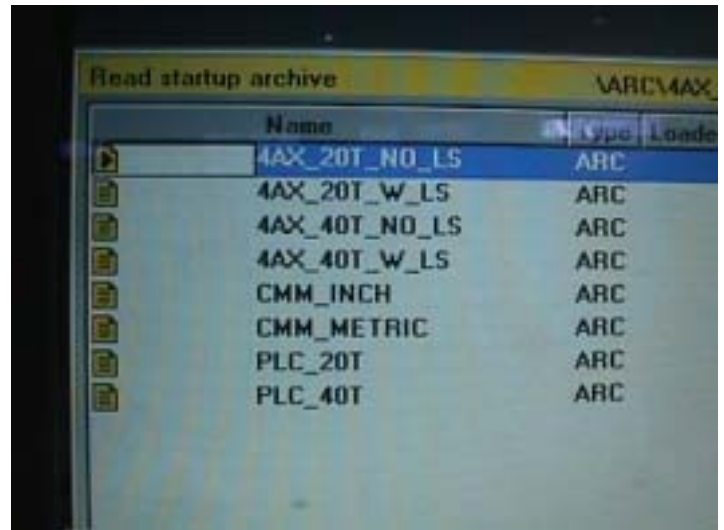 Read startup archive \ARC\4AX_
Name Type Loade
4AX_20T_NO_LS ARC
4AX_20T_W_LS ARC
4AX_40T_NO_LS ARC
4AX_40T_W_LS ARC
CMM_INCH ARC
CMM_METRIC ARC
PLC_20T ARC
PLC_40T ARC